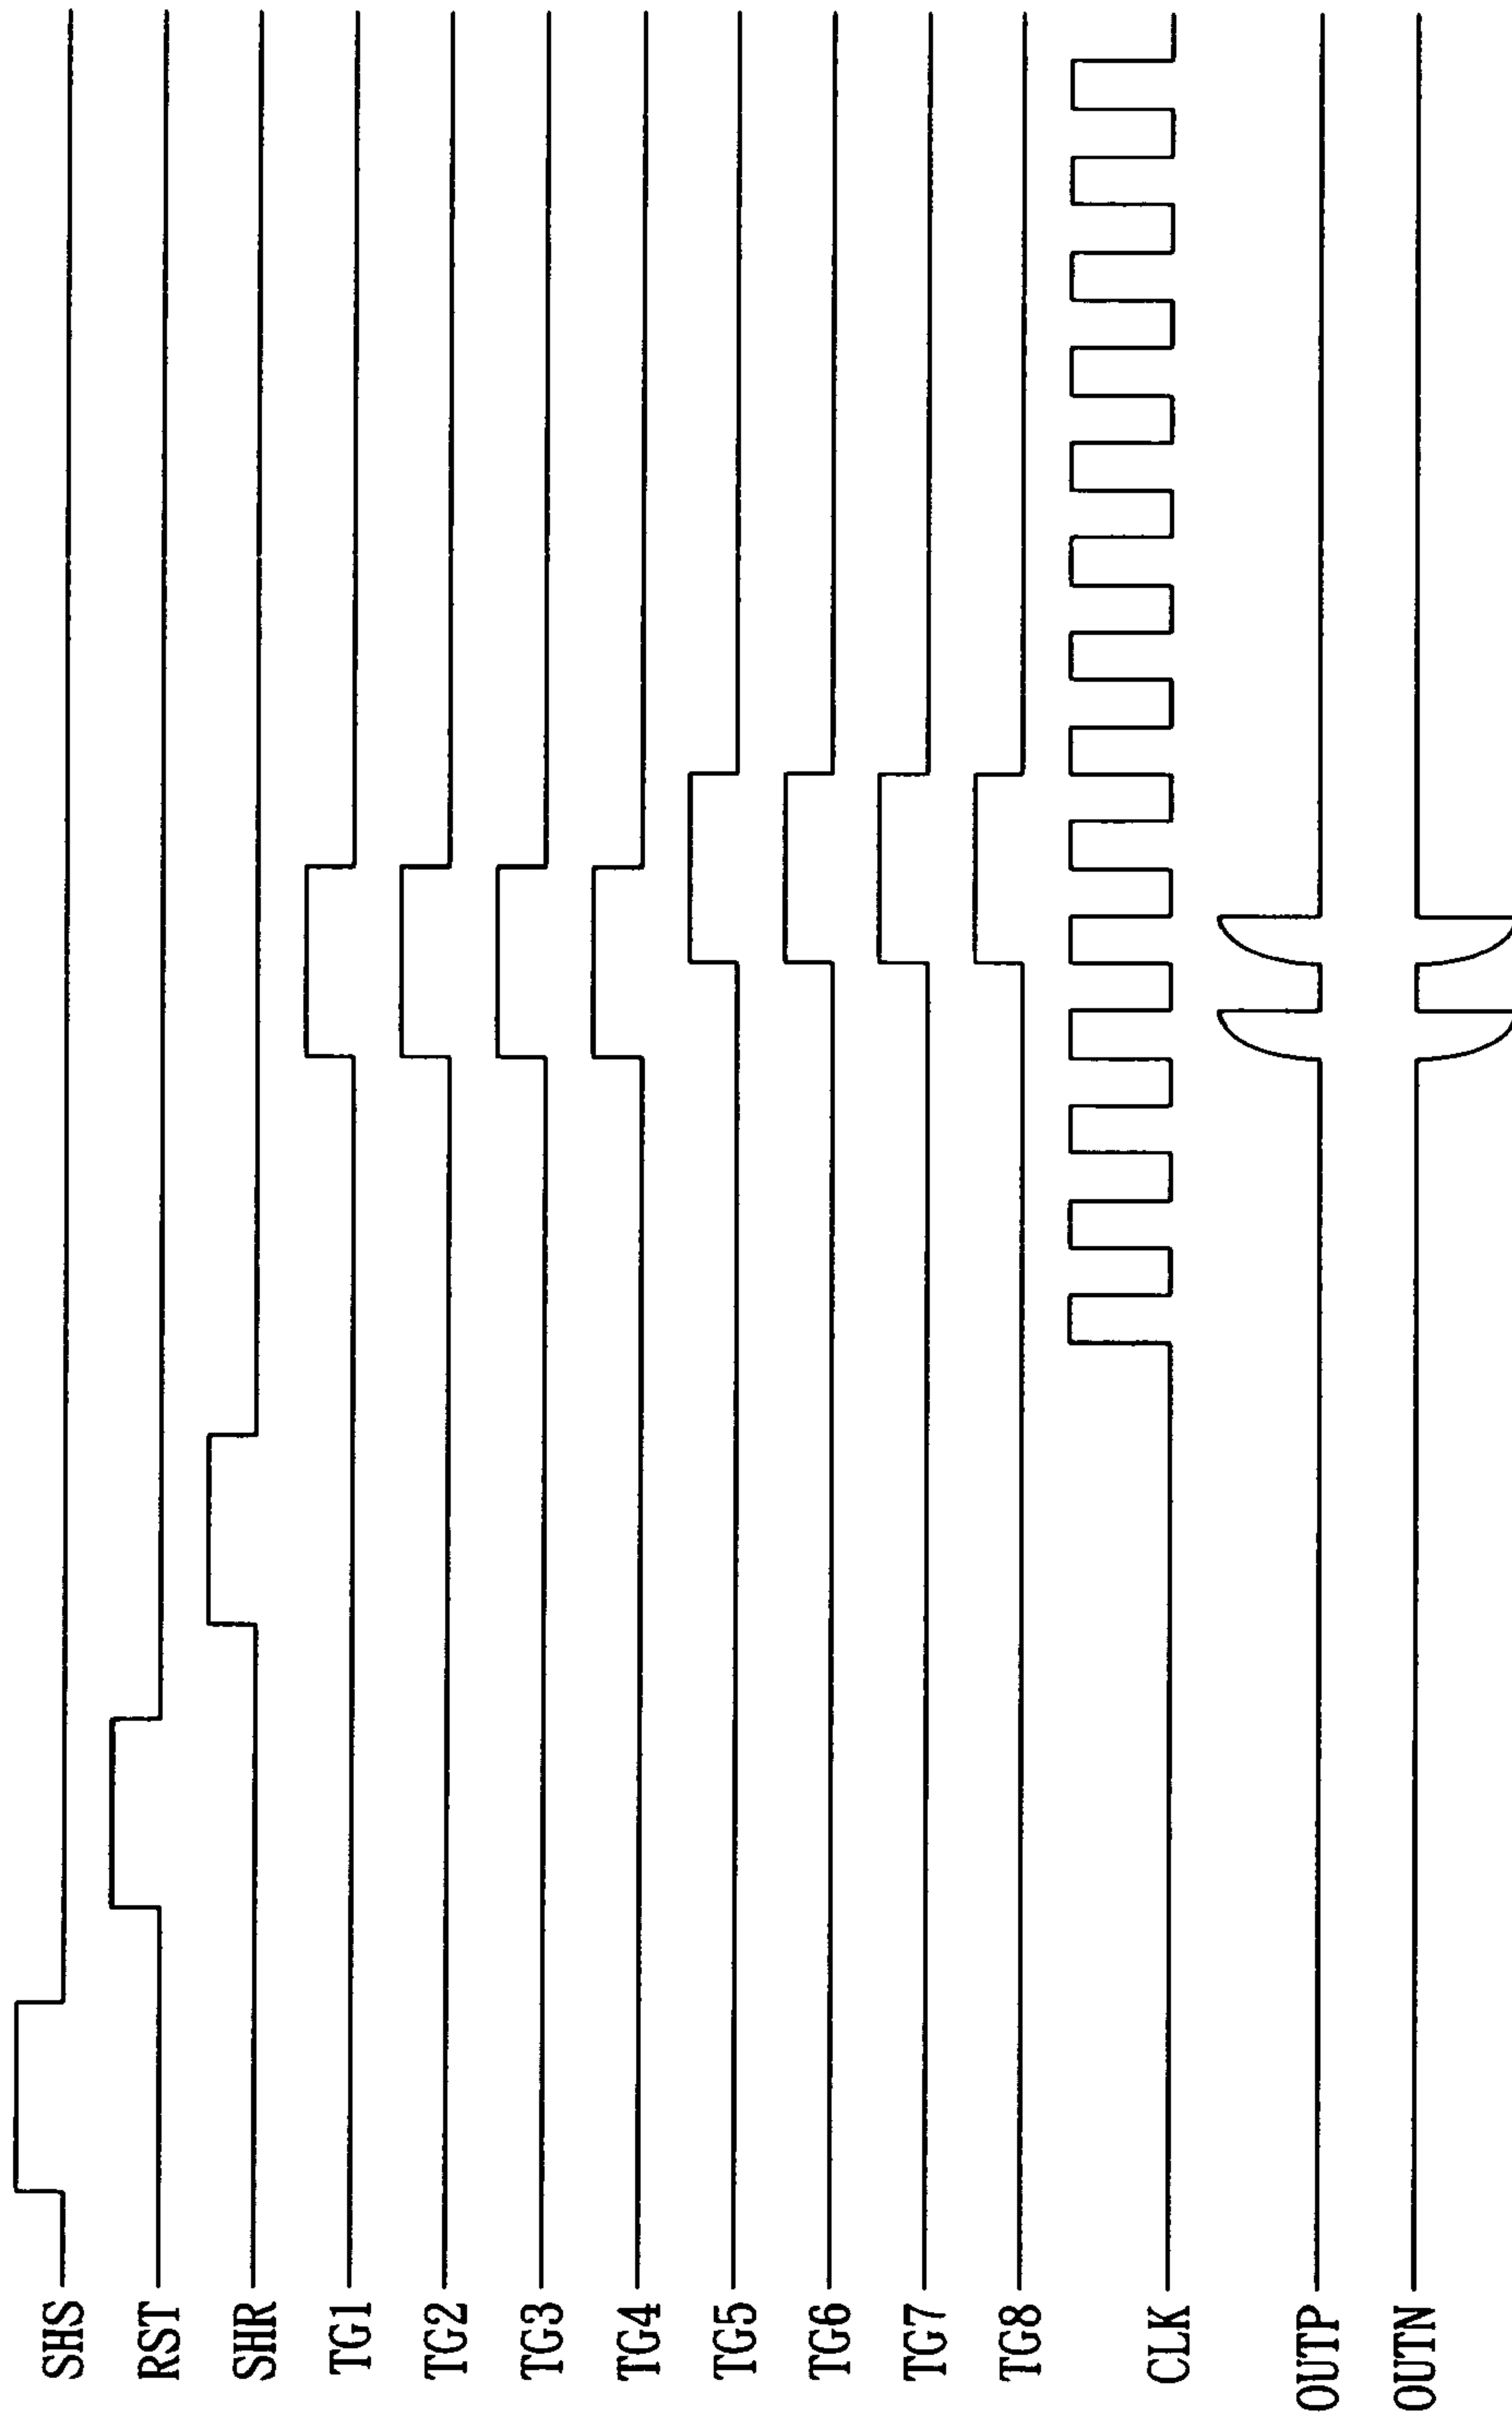 SHS
RST
SHR
TG1
TG2
TG3
TG4
TG5
TG6
TG7
TG8
CLK
OUTP
OUTN